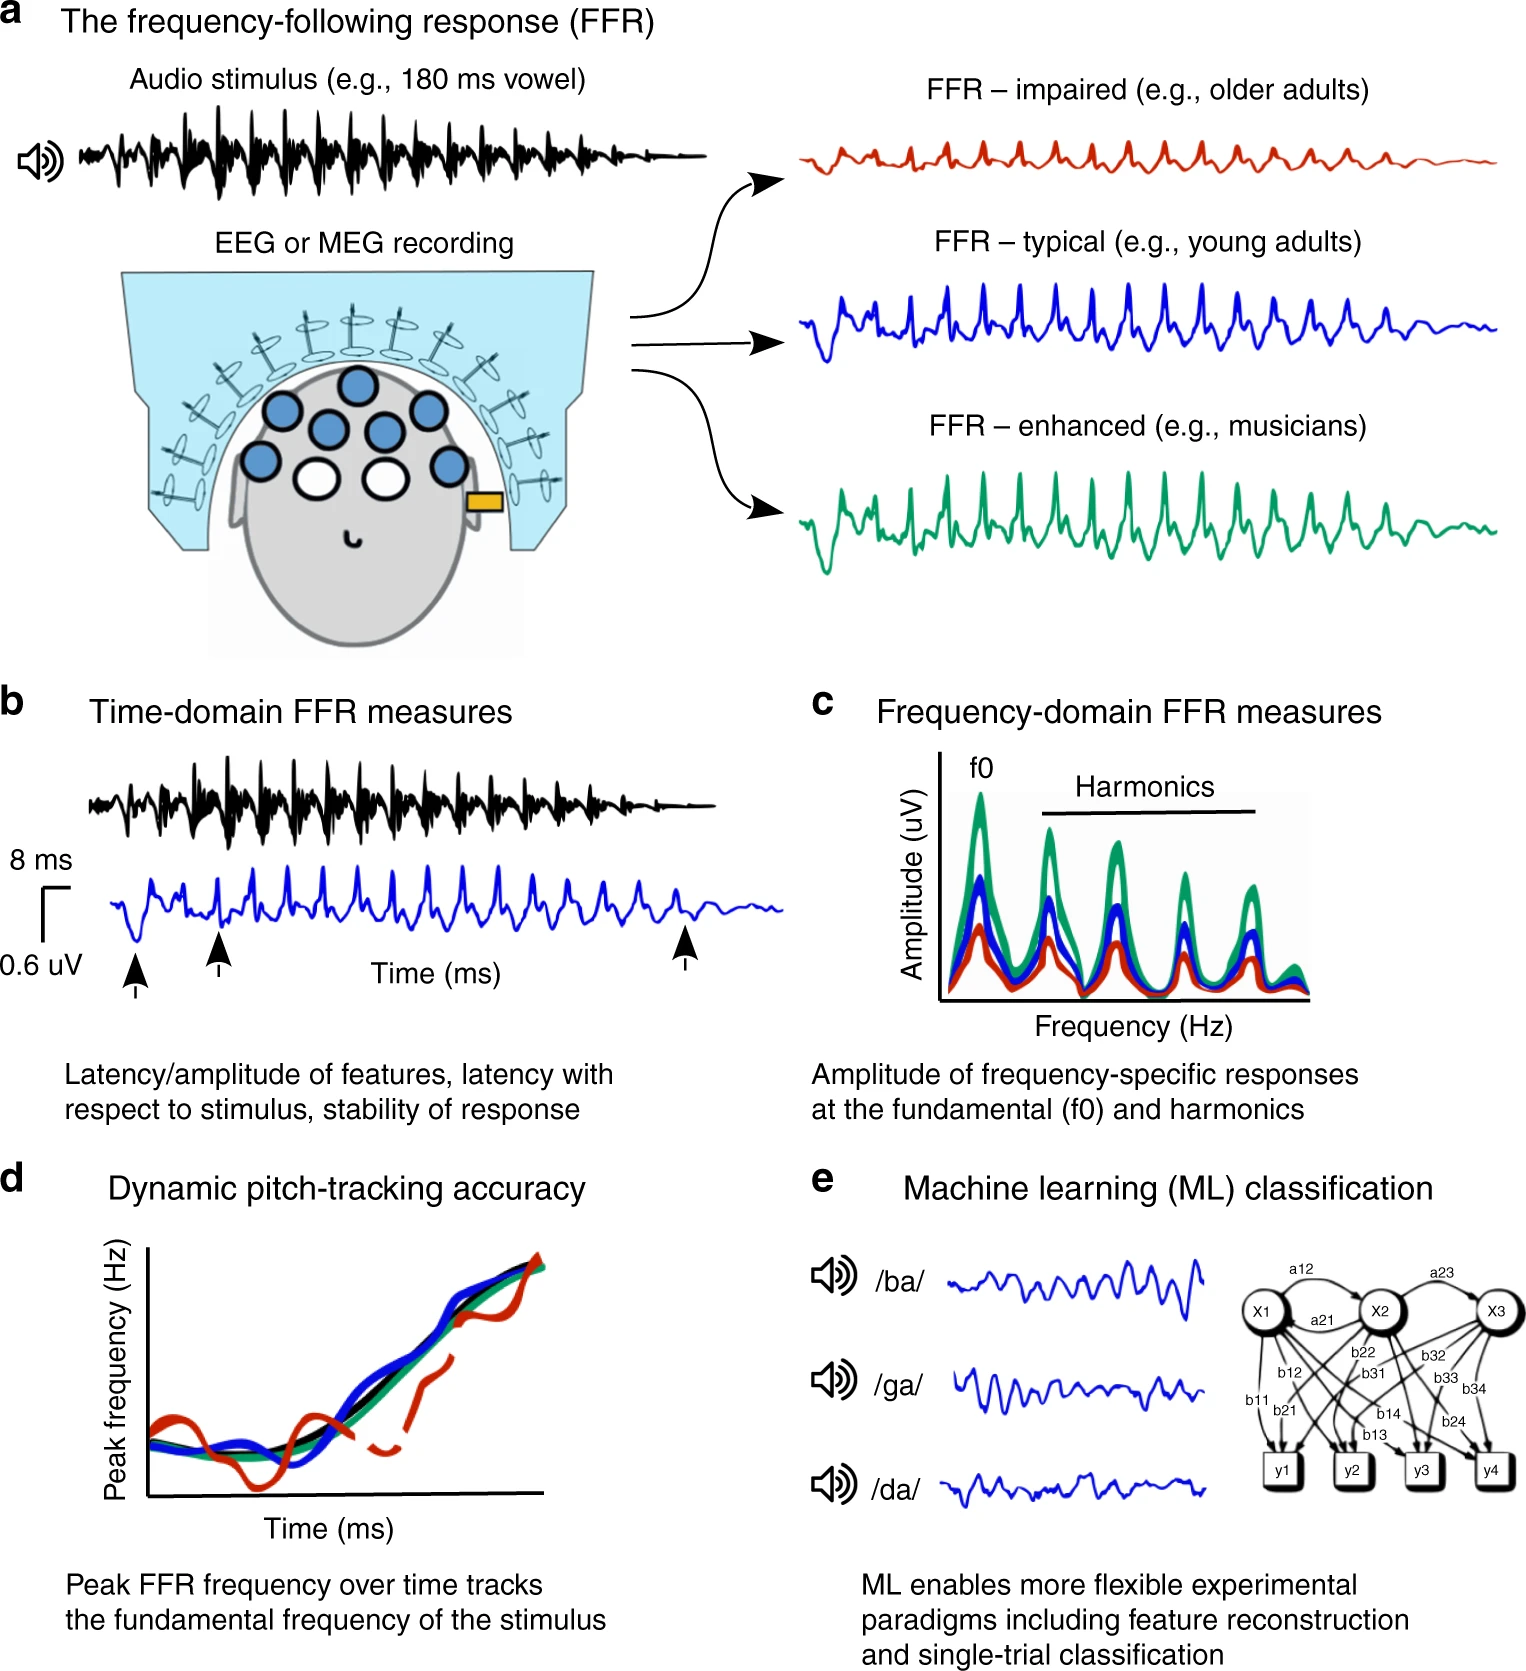 a
The frequency-following response (FFR)
Audio stimulus (e.g., 180 ms vowel)
EEG or MEG recording
FFR – impaired (e.g., older adults)
FFR – typical (e.g., young adults)
FFR – enhanced (e.g., musicians)
b
Time-domain FFR measures
8 ms
0.6 uV
Time (ms)
Latency/amplitude of features, latency with
respect to stimulus, stability of response
c
Frequency-domain FFR measures
f0
Harmonics
Amplitude (uV)
Frequency (Hz)
Amplitude of frequency-specific responses
at the fundamental (f0) and harmonics
d
Dynamic pitch-tracking accuracy
Peak frequency (Hz)
Time (ms)
Peak FFR frequency over time tracks
the fundamental frequency of the stimulus
e
Machine learning (ML) classification
/ba/
/ga/
/da/
a12
a23
X1
X2
X3
a21
b22
b32
b12
b31
b33
b34
b11
b21
b14
b24
b13
y1
y2
y3
y4
ML enables more flexible experimental
paradigms including feature reconstruction
and single-trial classification